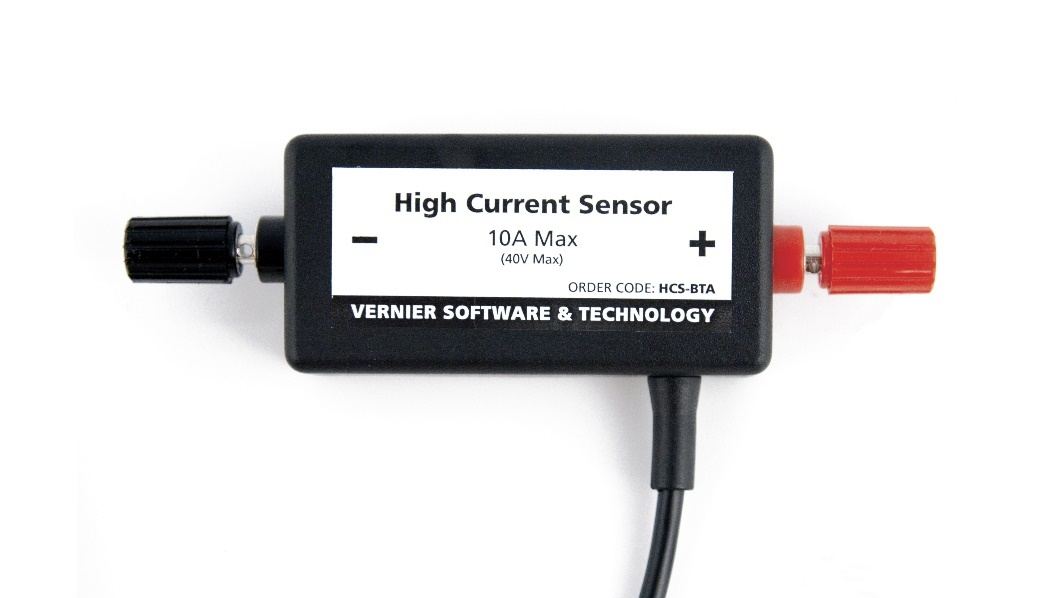 High Current Sensor
− 10A Max +
(40V Max)
ORDER CODE: HCS-BTA
VERNIER SOFTWARE & TECHNOLOGY